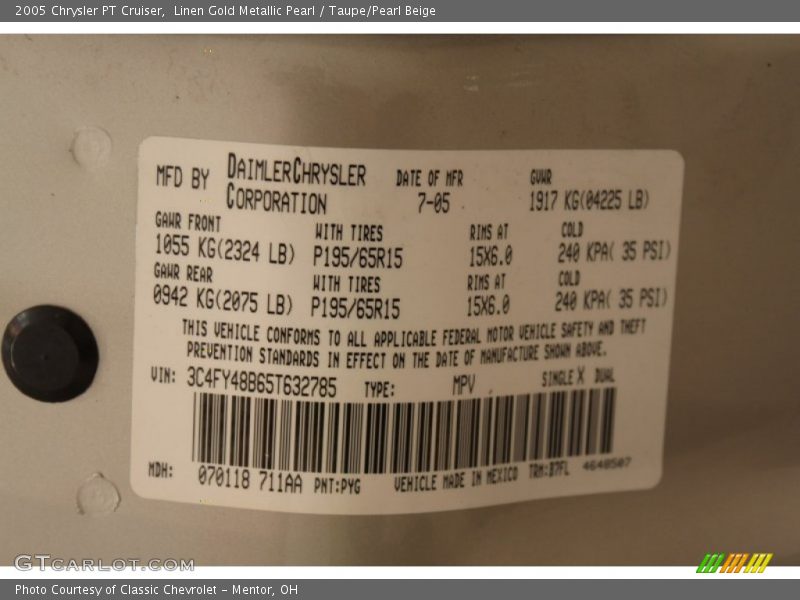 2005 Chrysler PT Cruiser, Linen Gold Metallic Pearl / Taupe/Pearl Beige
MFD BY DAIMLERCHRYSLER CORPORATION DATE OF MFR 7-05 GVWR 1917 KG(04225 LB)
GAWR FRONT WITH TIRES RIMS AT COLD
1055 KG(2324 LB) P195/65R15 15X6.0 240 KPA( 35 PSI)
GAWR REAR WITH TIRES RIMS AT COLD
0942 KG(2075 LB) P195/65R15 15X6.0 240 KPA( 35 PSI)
THIS VEHICLE CONFORMS TO ALL APPLICABLE FEDERAL MOTOR VEHICLE SAFETY AND THEFT
PREVENTION STANDARDS IN EFFECT ON THE DATE OF MANUFACTURE SHOWN ABOVE.
VIN: 3C4FY48B65T632785 TYPE: MPV SINGLE X DUAL
MDH: 070118 711AA PNT:PYG VEHICLE MADE IN MEXICO TRM:B7FL 4648507
GTCARLOT.COM
Photo Courtesy of Classic Chevrolet - Mentor, OH